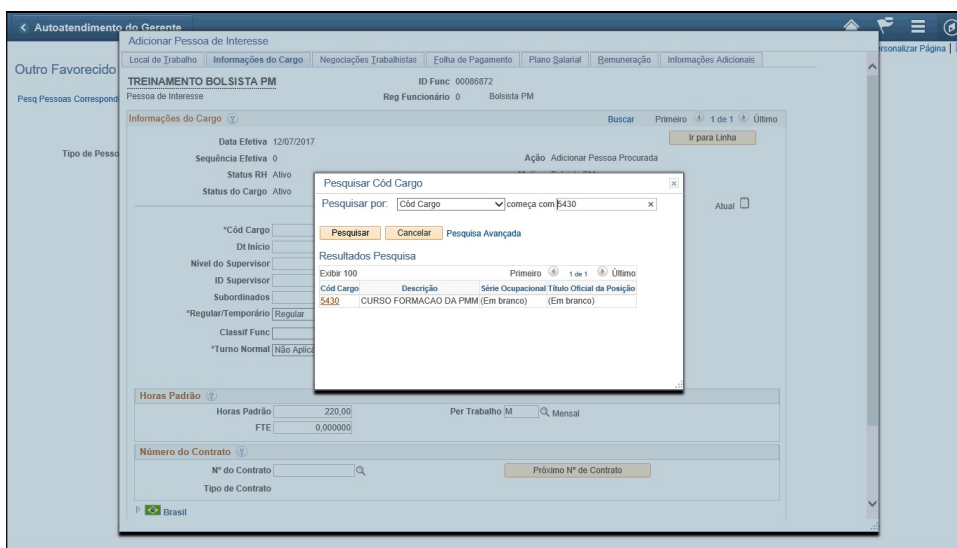 Autoatendimento do Gerente
Personalizar Página
Adicionar Pessoa de Interesse
Local de Trabalho Informações do Cargo Negociações Trabalhistas Folha de Pagamento Plano Salarial Remuneração Informações Adicionais
Outro Favorecido
TREINAMENTO BOLSISTA PM ID Func 00086872
Pesq Pessoas Correspond
Pessoa de Interesse Reg Funcionário 0 Bolsista PM
Informações do Cargo Buscar Primeiro 1 de 1 Último
Data Efetiva 12/07/2017 Ir para Linha
Tipo de Pesso
Sequência Efetiva 0 Ação Adicionar Pessoa Procurada
Status RH Ativo
Status do Cargo Ativo
Atual
*Cód Cargo
Dt Início
Nível do Supervisor
ID Supervisor
Subordinados
*Regular/Temporário Regular
Classif Func
*Turno Normal Não Aplica
Pesquisar Cód Cargo
Pesquisar por: Cód Cargo começa com 5430
Pesquisar Cancelar Pesquisa Avançada
Resultados Pesquisa
Exibir 100 Primeiro 1 de 1 Último
Cód Cargo Descrição Série Ocupacional Título Oficial da Posição
5430 CURSO FORMACAO DA PMM (Em branco) (Em branco)
Horas Padrão
Horas Padrão 220,00 Per Trabalho M Mensal
FTE 0,000000
Número do Contrato
Nº do Contrato Próximo Nº de Contrato
Tipo de Contrato
Brasil